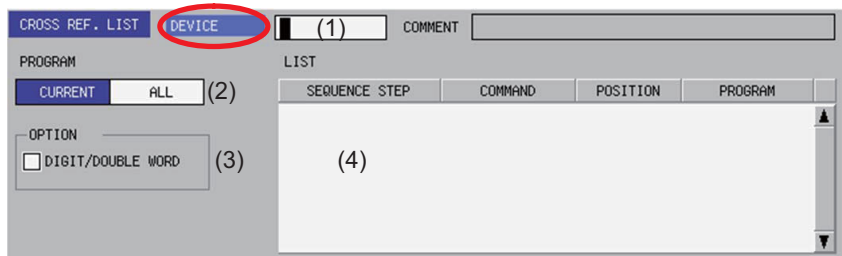 CROSS REF. LIST DEVICE (1) COMMENT
PROGRAM LIST
CURRENT ALL (2) SEQUENCE STEP COMMAND POSITION PROGRAM
OPTION
DIGIT/DOUBLE WORD (3) (4)